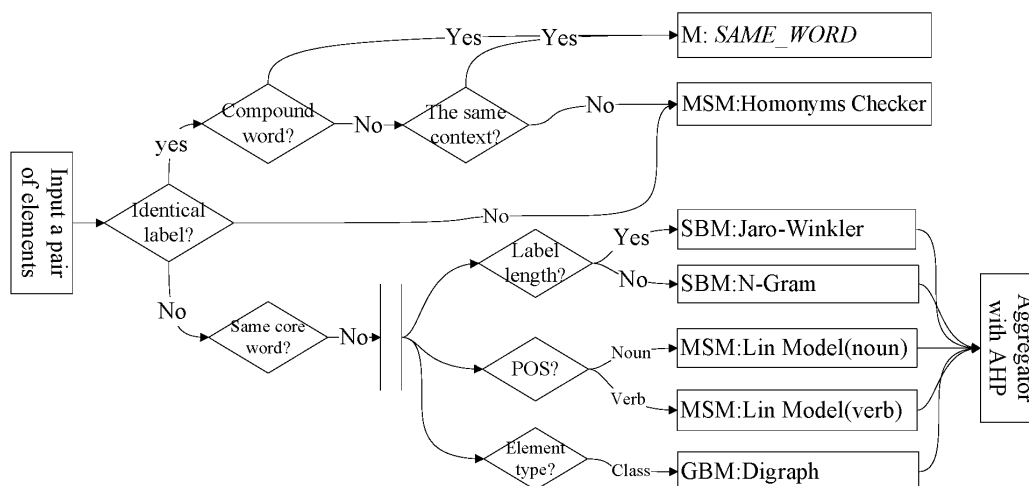 Yes
Yes
M: SAME_WORD
Compound
word?
No
The same
context?
No
MSM:Homonyms Checker
yes
Input a pair
of elements
Identical
label?
No
Label
length?
Yes
SBM:Jaro-Winkler
No
SBM:N-Gram
No
Same core
word?
No
POS?
Noun
MSM:Lin Model(noun)
Verb
MSM:Lin Model(verb)
Element
type?
Class
GBM:Digraph
Aggregator
with AHP